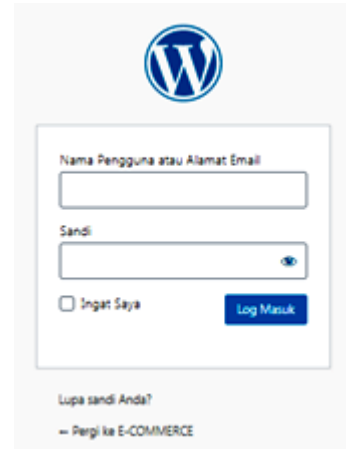 Nama Pengguna atau Alamat Email
Sandi
Ingat Saya
Log Masuk
Lupa sandi Anda?
← Pergi ke E-COMMERCE